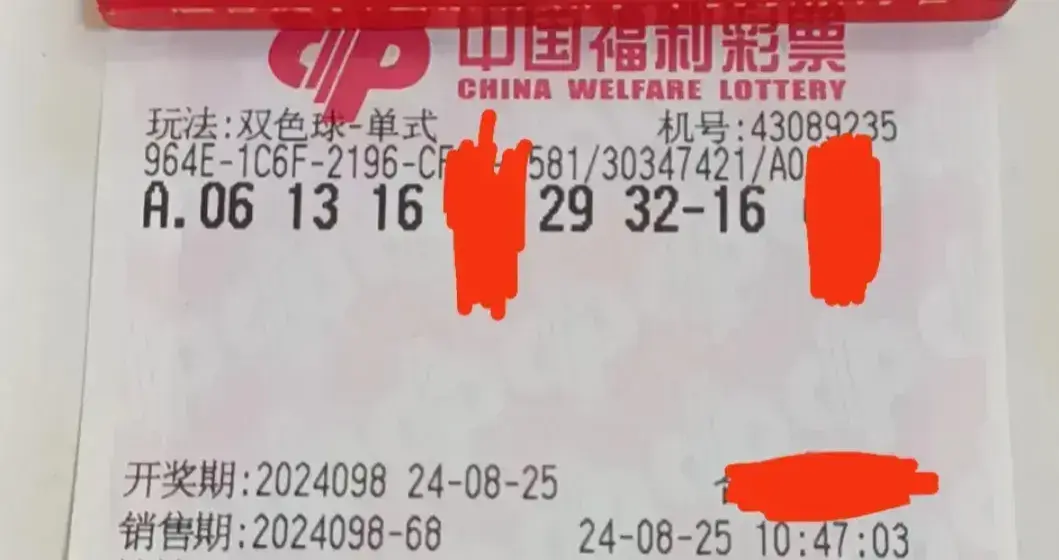 中国福利彩票
CHINA WELFARE LOTTERY
玩法:双色球-单式 机号:43089235
964E-1C6F-2196-CF 581/30347421/A0
A.06 13 16 29 32-16
开奖期:2024098 24-08-25
销售期:2024098-68 24-08-25 10:47:03